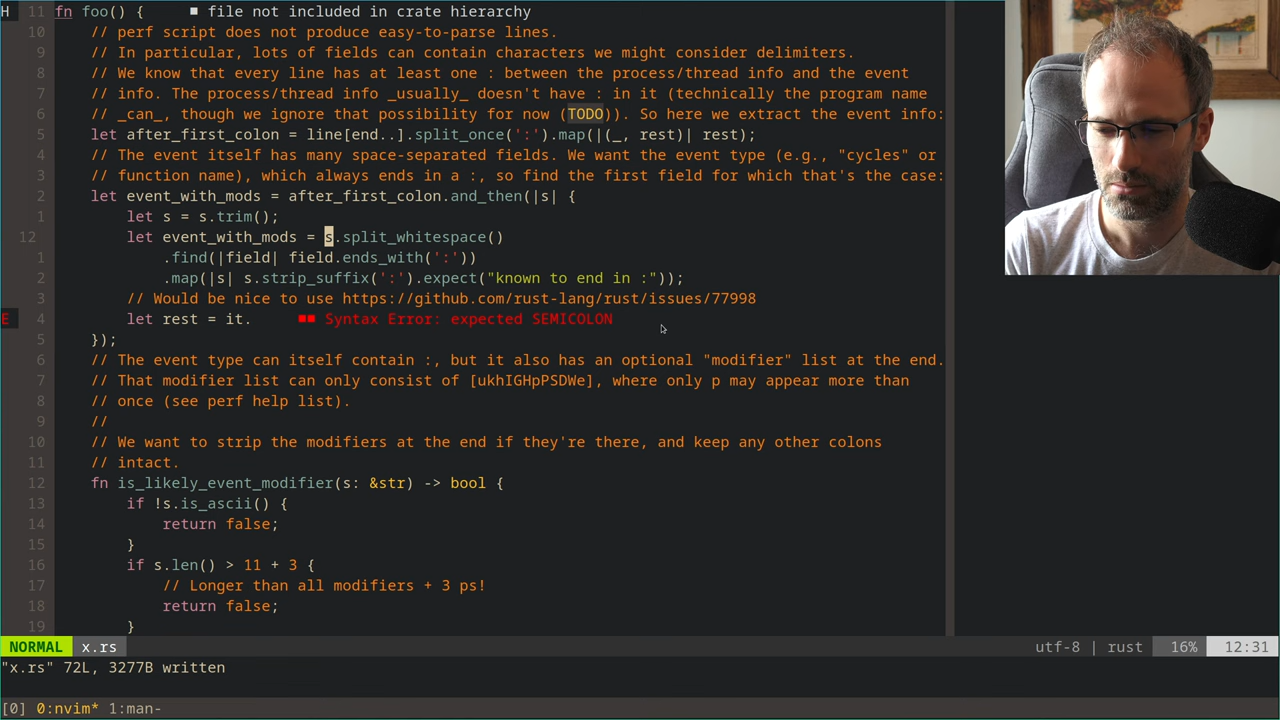 H 11 fn foo() { ■ file not included in crate hierarchy
10 // perf script does not produce easy-to-parse lines.
9 // In particular, lots of fields can contain characters we might consider delimiters.
8 // We know that every line has at least one : between the process/thread info and the event
7 // info. The process/thread info _usually_ doesn't have : in it (technically the program name
6 // _can_, though we ignore that possibility for now (TODO)). So here we extract the event info:
5 let after_first_colon = line[end..].split_once(':').map(|(_, rest)| rest);
4 // The event itself has many space-separated fields. We want the event type (e.g., "cycles" or
3 // function name), which always ends in a :, so find the first field for which that's the case:
2 let event_with_mods = after_first_colon.and_then(|s| {
1 let s = s.trim();
12 let event_with_mods = s.split_whitespace()
1 .find(|field| field.ends_with(':'))
2 .map(|s| s.strip_suffix(':').expect("known to end in :"));
3 // Would be nice to use https://github.com/rust-lang/rust/issues/77998
E 4 let rest = it. ■■ Syntax Error: expected SEMICOLON
5 });
6 // The event type can itself contain :, but it also has an optional "modifier" list at the end.
7 // That modifier list can only consist of [ukhIGHpPSDWe], where only p may appear more than
8 // once (see perf help list).
9 //
10 // We want to strip the modifiers at the end if they're there, and keep any other colons
11 // intact.
12 fn is_likely_event_modifier(s: &str) -> bool {
13 if !s.is_ascii() {
14 return false;
15 }
16 if s.len() > 11 + 3 {
17 // Longer than all modifiers + 3 ps!
18 return false;
19 }
NORMAL x.rs utf-8 | rust 16% 12:31
"x.rs" 72L, 3277B written
[0] 0:nvim* 1:man-